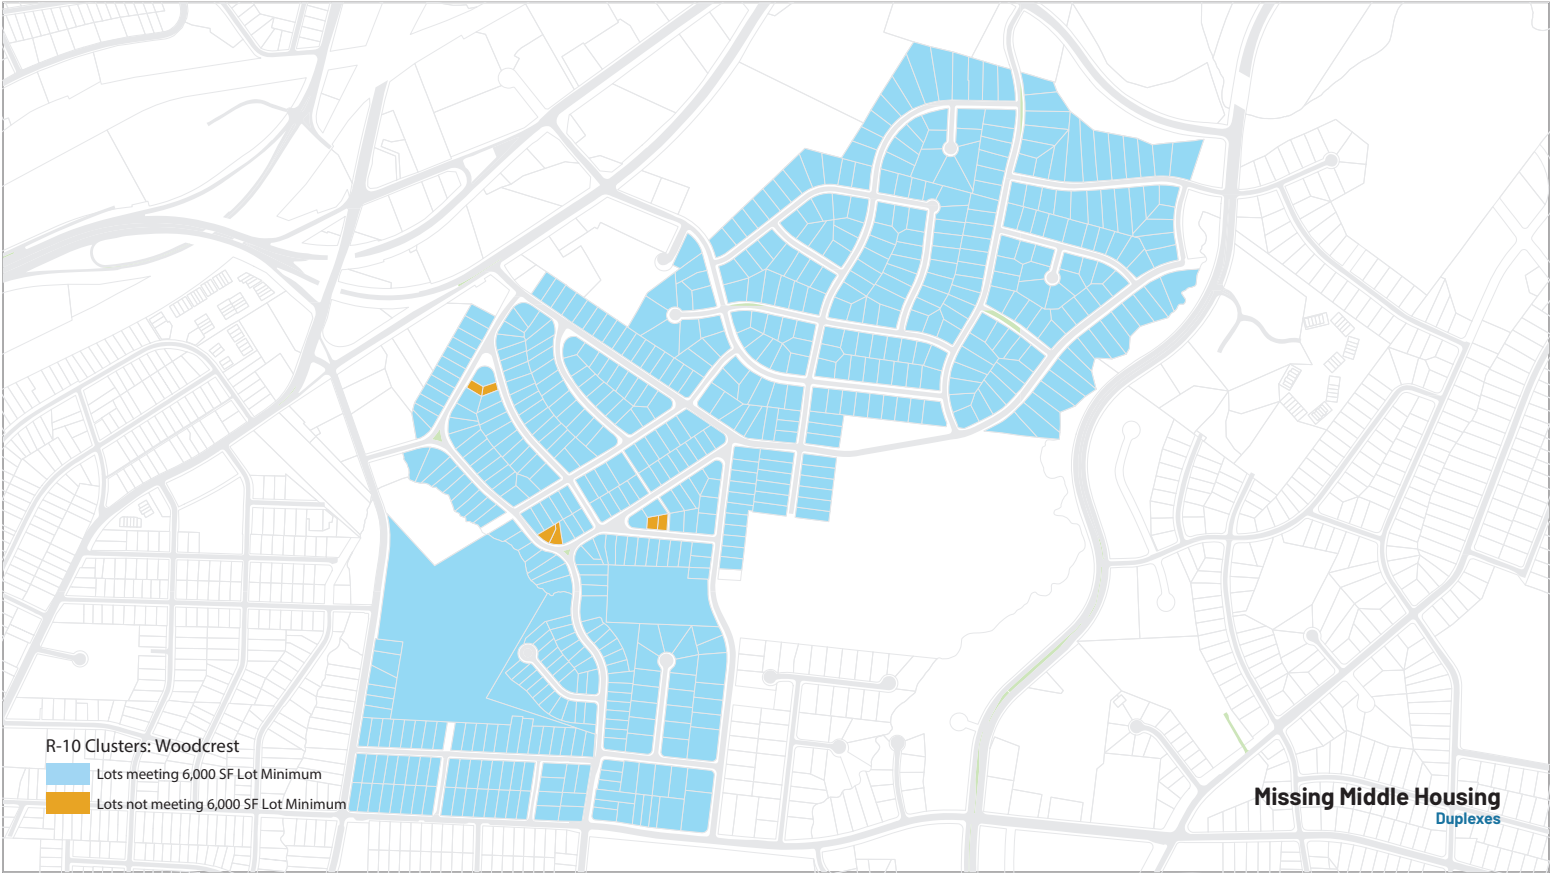 R-10 Clusters: Woodcrest
Lots meeting 6,000 SF Lot Minimum
Lots not meeting 6,000 SF Lot Minimum
Missing Middle Housing
Duplexes